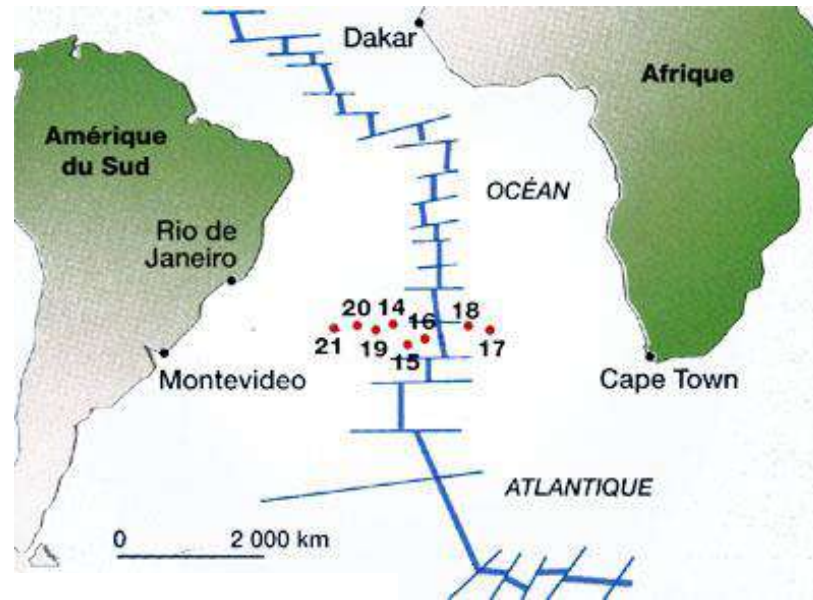 Dakar
Afrique
Amérique
du Sud
OCÉAN
Rio de
Janeiro
20 14 16 18
21 19 15 17
Montevideo
Cape Town
ATLANTIQUE
0 2 000 km